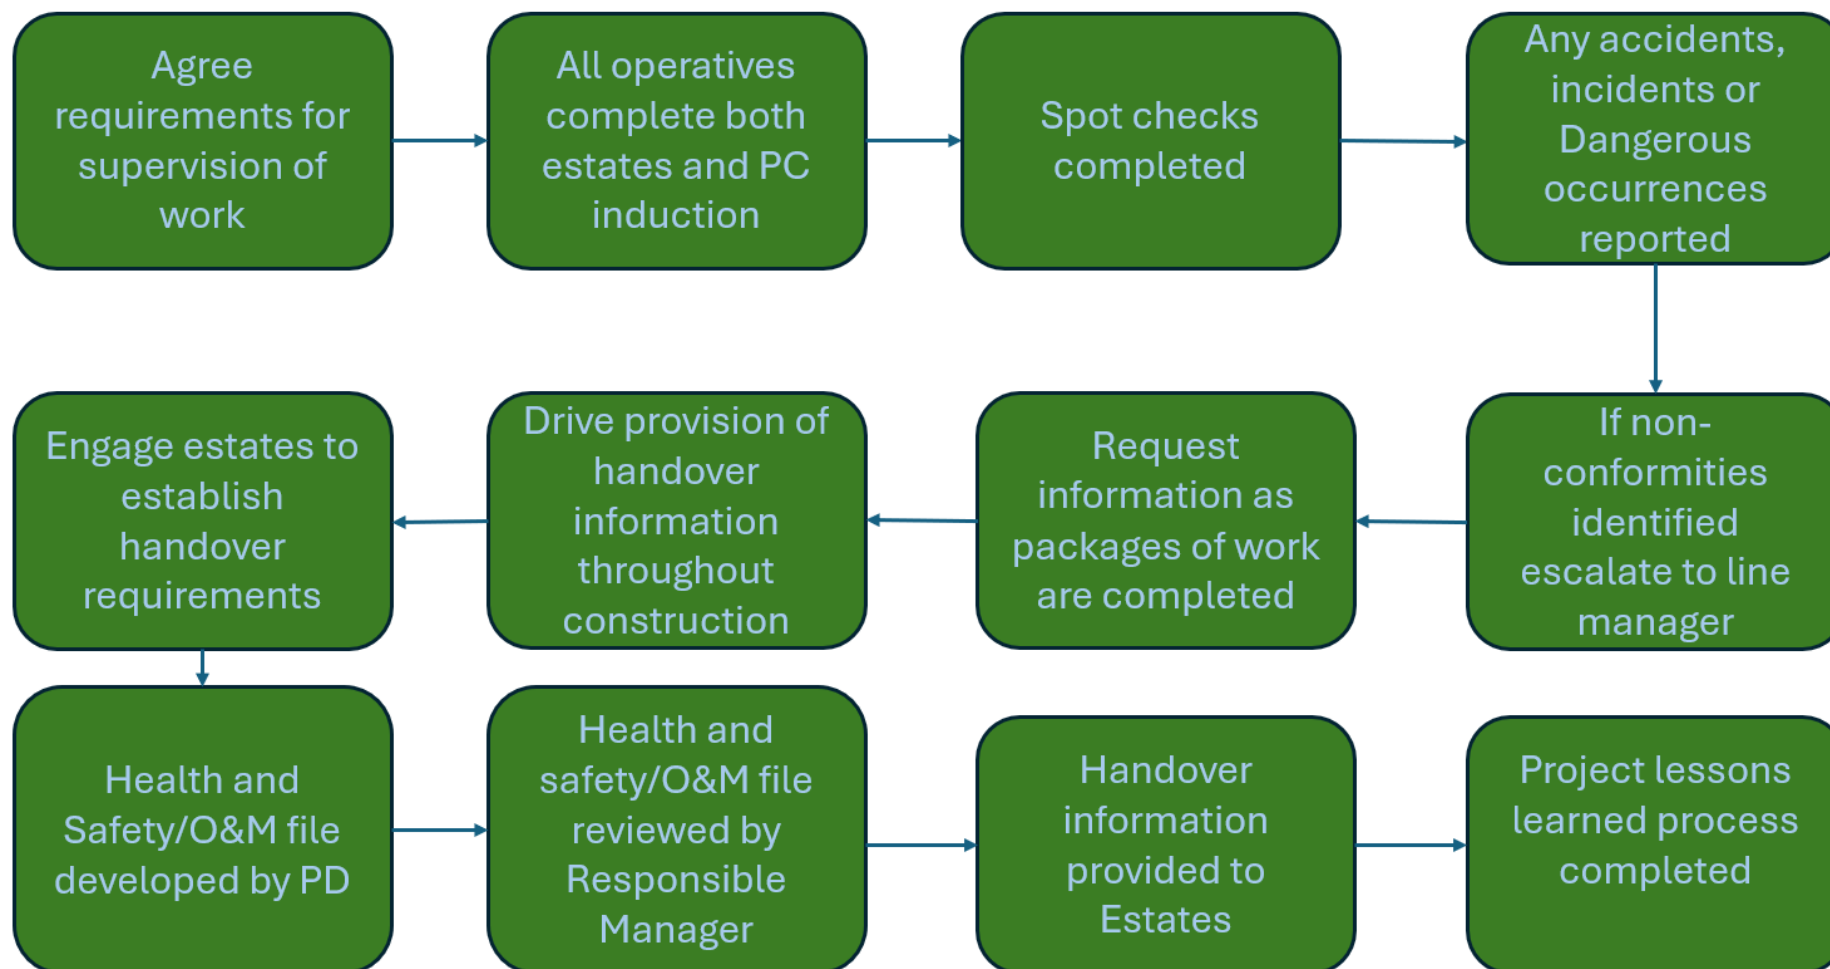 Agree
requirements for
supervision of
work
All operatives
complete both
estates and PC
induction
Spot checks
completed
Any accidents,
incidents or
Dangerous
occurrences
reported
If non-
conformities
identified
escalate to line
manager
Request
information as
packages of work
are completed
Drive provision of
handover
information
throughout
construction
Engage estates to
establish
handover
requirements
Health and
Safety/O&M file
developed by PD
Health and
safety/O&M file
reviewed by
Responsible
Manager
Handover
information
provided to
Estates
Project lessons
learned process
completed